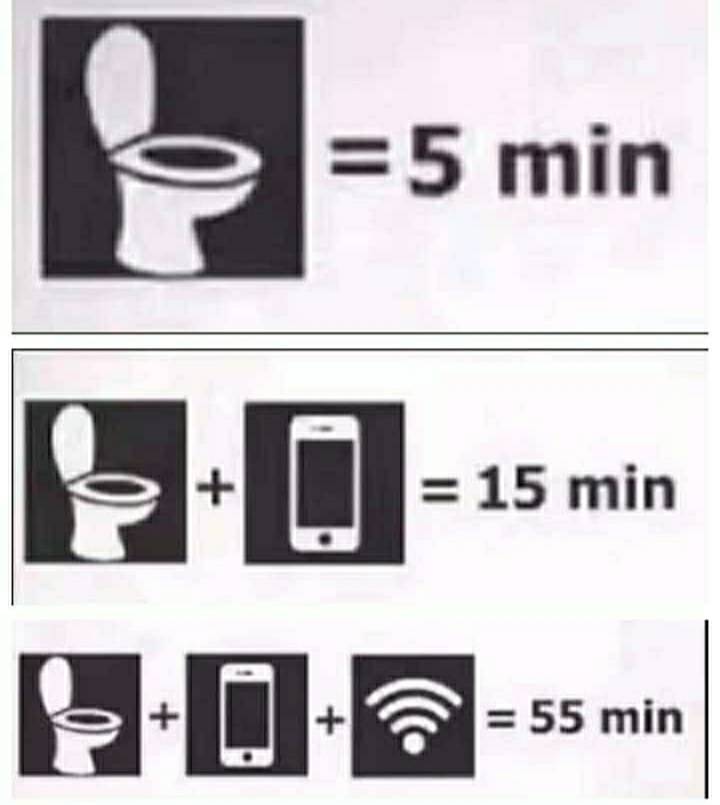 =5 min
+ = 15 min
+ + = 55 min